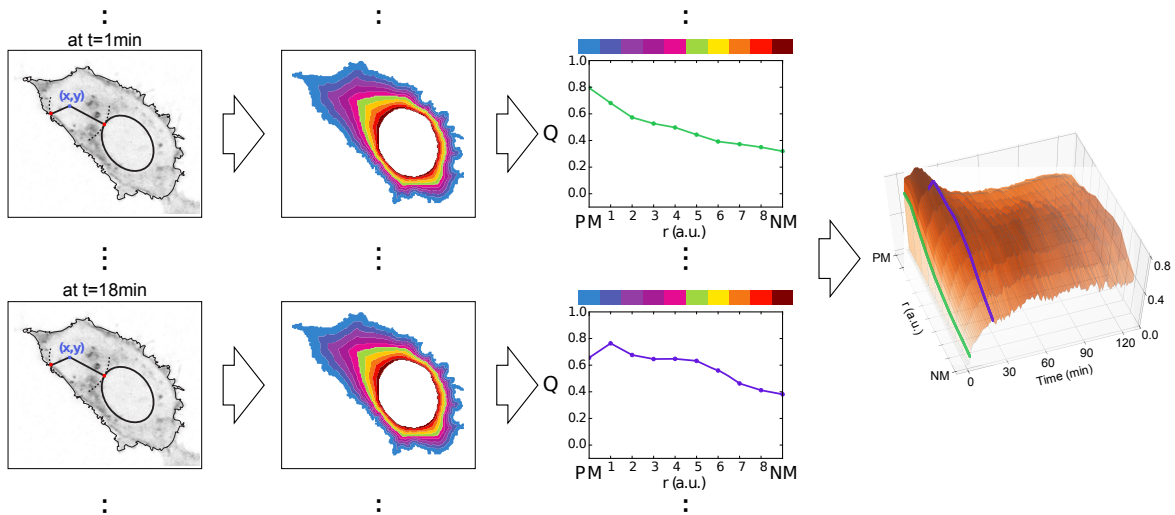 at t=1min
(x,y)
1.0
0.8
0.6
0.4
0.2
0.0
Q
PM 1 2 3 4 5 6 7 8 NM
r (a.u.)
at t=18min
(x,y)
1.0
0.8
0.6
0.4
0.2
0.0
Q
PM 1 2 3 4 5 6 7 8 NM
r (a.u.)
PM
r (a.u.)
NM
0 30 60 90 120
Time (min)
0.8
0.4
0.0